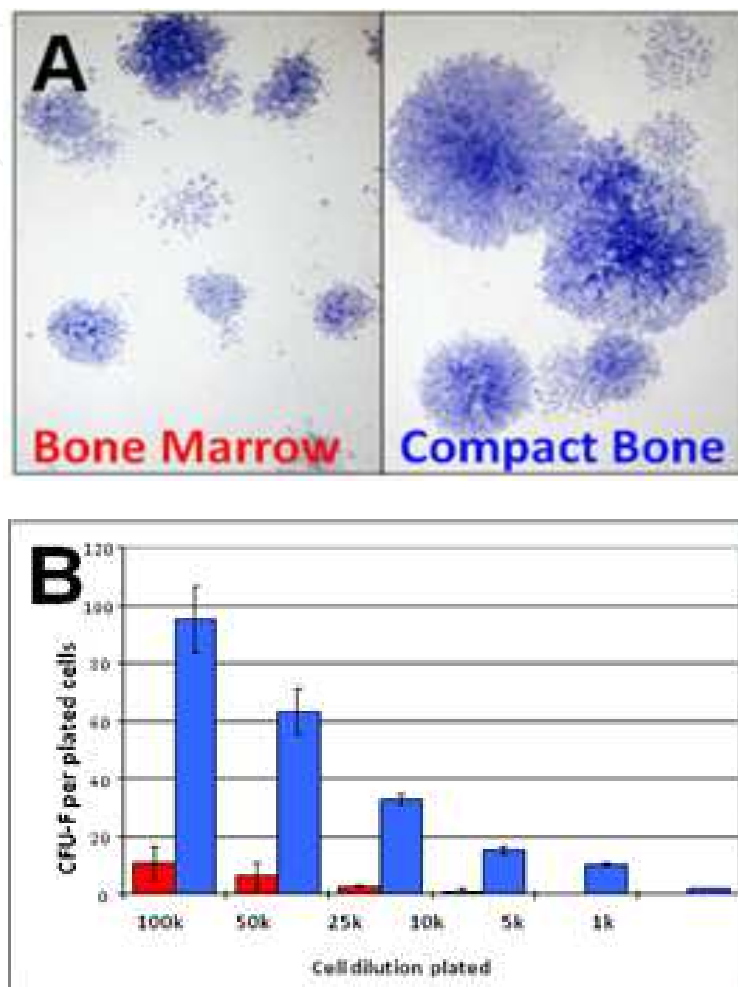 A
Bone Marrow
Compact Bone
B
120
100
80
60
40
20
0
CFU-F per plated cells
100k 50k 25k 10k 5k 1k
Cell dilution plated